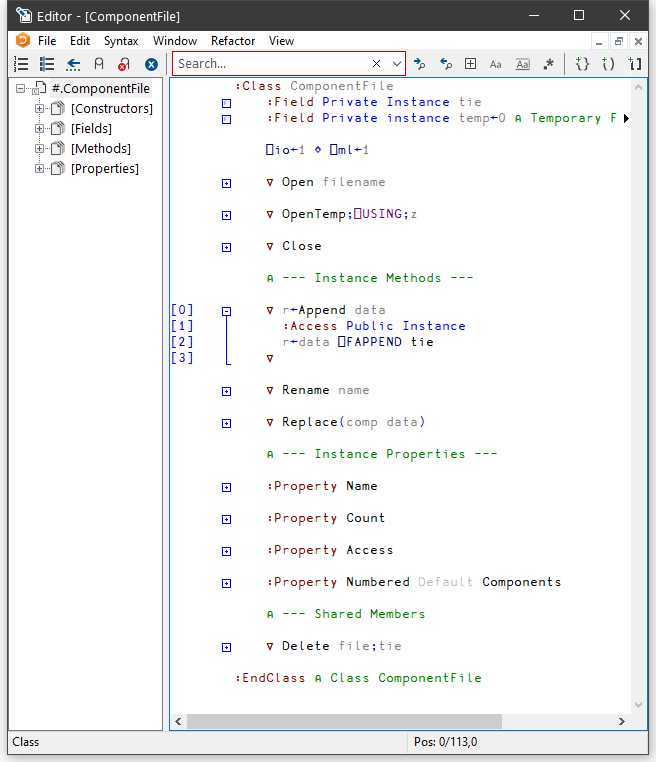 Editor - [ComponentFile]
File Edit Syntax Window Refactor View
Search... Aa Aa .* {} () []
#.ComponentFile
[Constructors]
[Fields]
[Methods]
[Properties]
:Class ComponentFile
:Field Private Instance tie
:Field Private instance temp←0 ⍝ Temporary F
⎕io←1 ⋄ ⎕ml←1
∇ Open filename
∇ OpenTemp;⎕USING;z
∇ Close
⍝ --- Instance Methods ---
[0] ∇ r←Append data
[1] :Access Public Instance
[2] r←data ⎕FAPPEND tie
[3] ∇
∇ Rename name
∇ Replace(comp data)
⍝ --- Instance Properties ---
:Property Name
:Property Count
:Property Access
:Property Numbered Default Components
⍝ --- Shared Members
∇ Delete file;tie
:EndClass ⍝ Class ComponentFile
Class Pos: 0/113,0